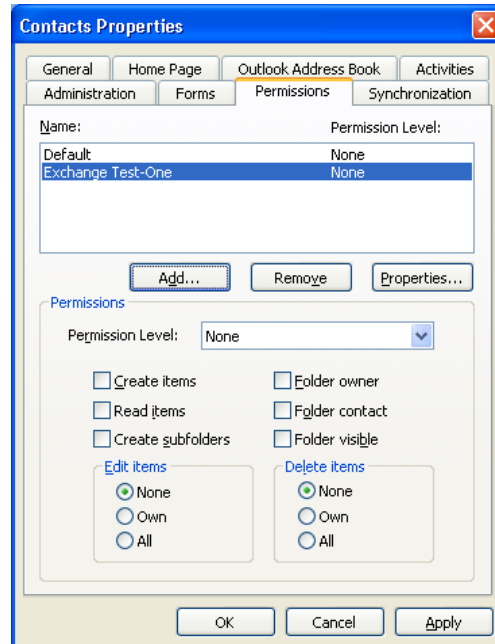 Contacts Properties
General Home Page Outlook Address Book Activities
Administration Forms Permissions Synchronization
Name: Permission Level:
Default None
Exchange Test-One None
Add... Remove Properties...
Permissions
Permission Level: None
Create items Folder owner
Read items Folder contact
Create subfolders Folder visible
Edit items Delete items
None None
Own Own
All All
OK Cancel Apply